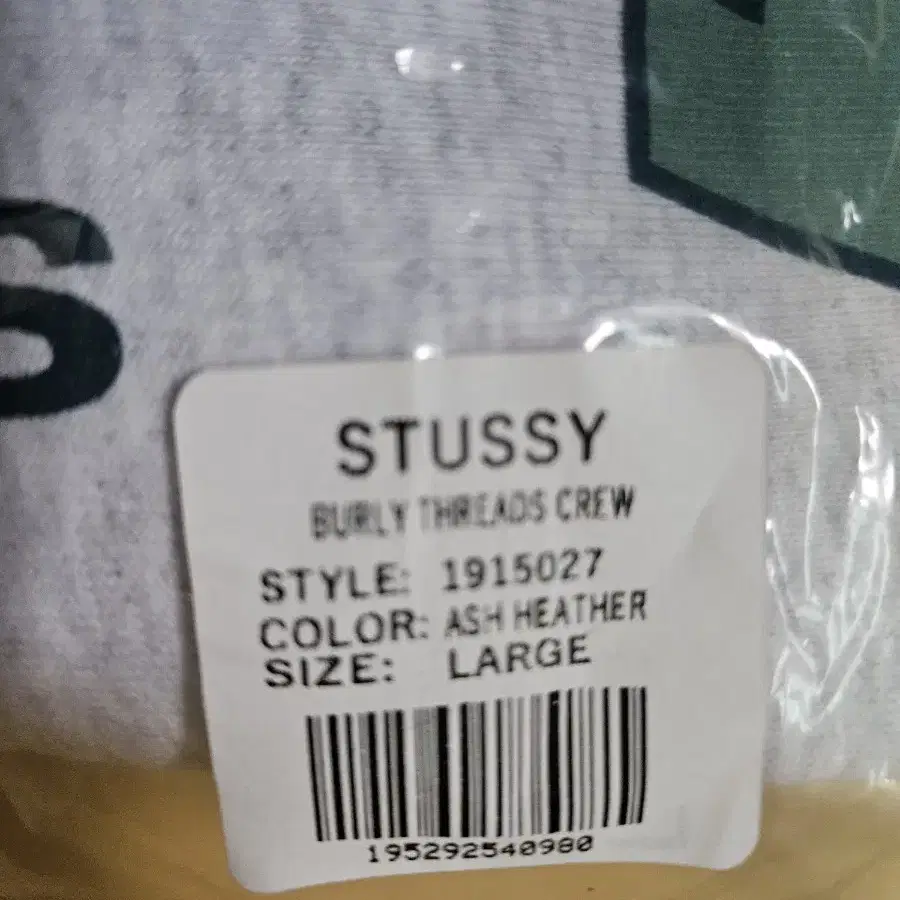 S
STUSSY
BURLY THREADS CREW
STYLE: 1915027
COLOR: ASH HEATHER
SIZE: LARGE
195292540980